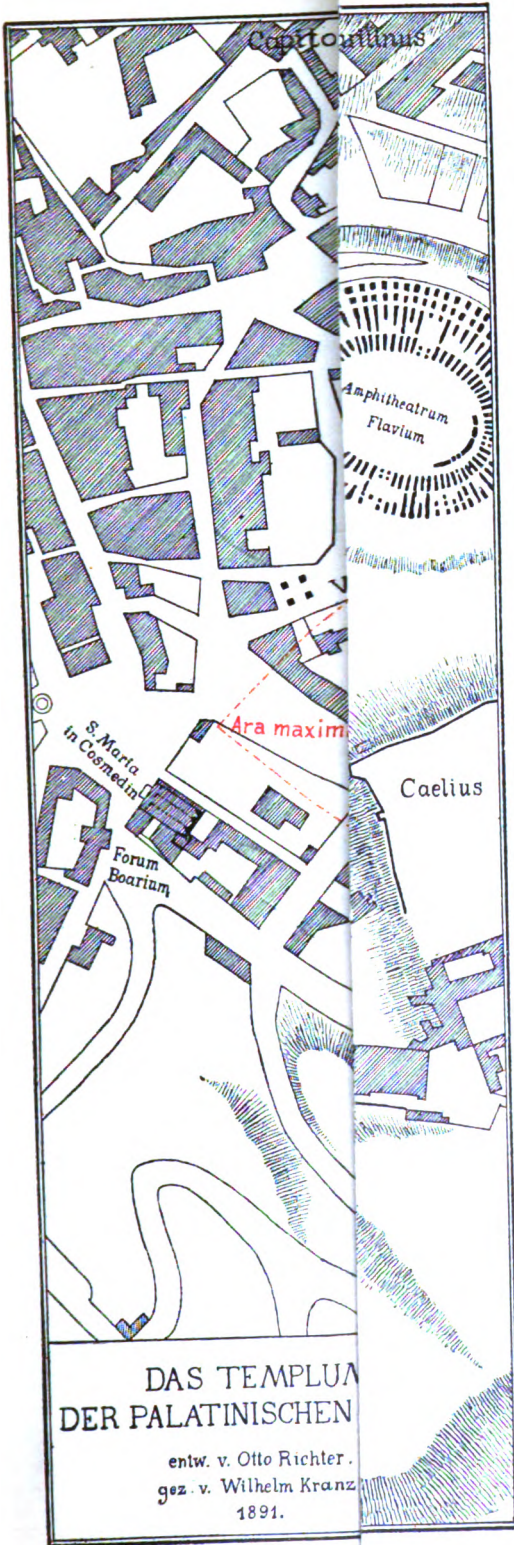 Capitouilinus
Amphitheatrum
Flavium
Ara maxim
S. Maria
in Cosmedin
Caelius
Forum
Boarium
DAS TEMPLUM
DER PALATINISCHEN
entw. v. Otto Richter.
gez. v. Wilhelm Kranz
1891.